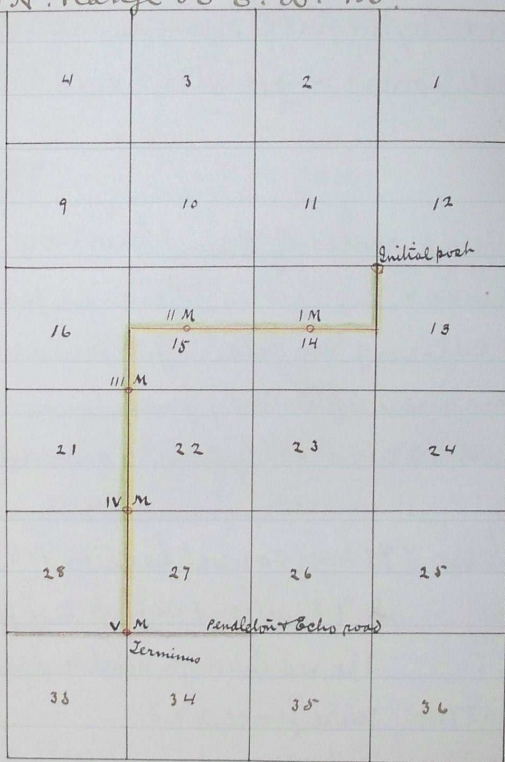 Range
4 3 2 1
9 10 11 12
Initial post
16 II M I M 13
15 14
III M
21 22 23 24
IV M
28 27 26 25
V M Pendleton & Echo road
Terminus
33 34 35 36